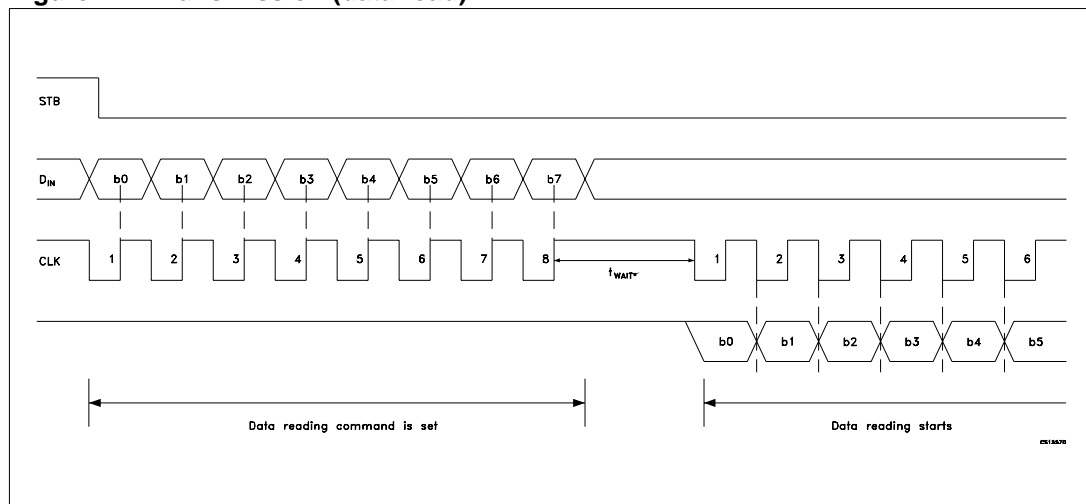 STB
D_IN b0 b1 b2 b3 b4 b5 b6 b7
CLK 1 2 3 4 5 6 7 8 t_WAIT 1 2 3 4 5 6
b0 b1 b2 b3 b4 b5
Data reading command is set Data reading starts